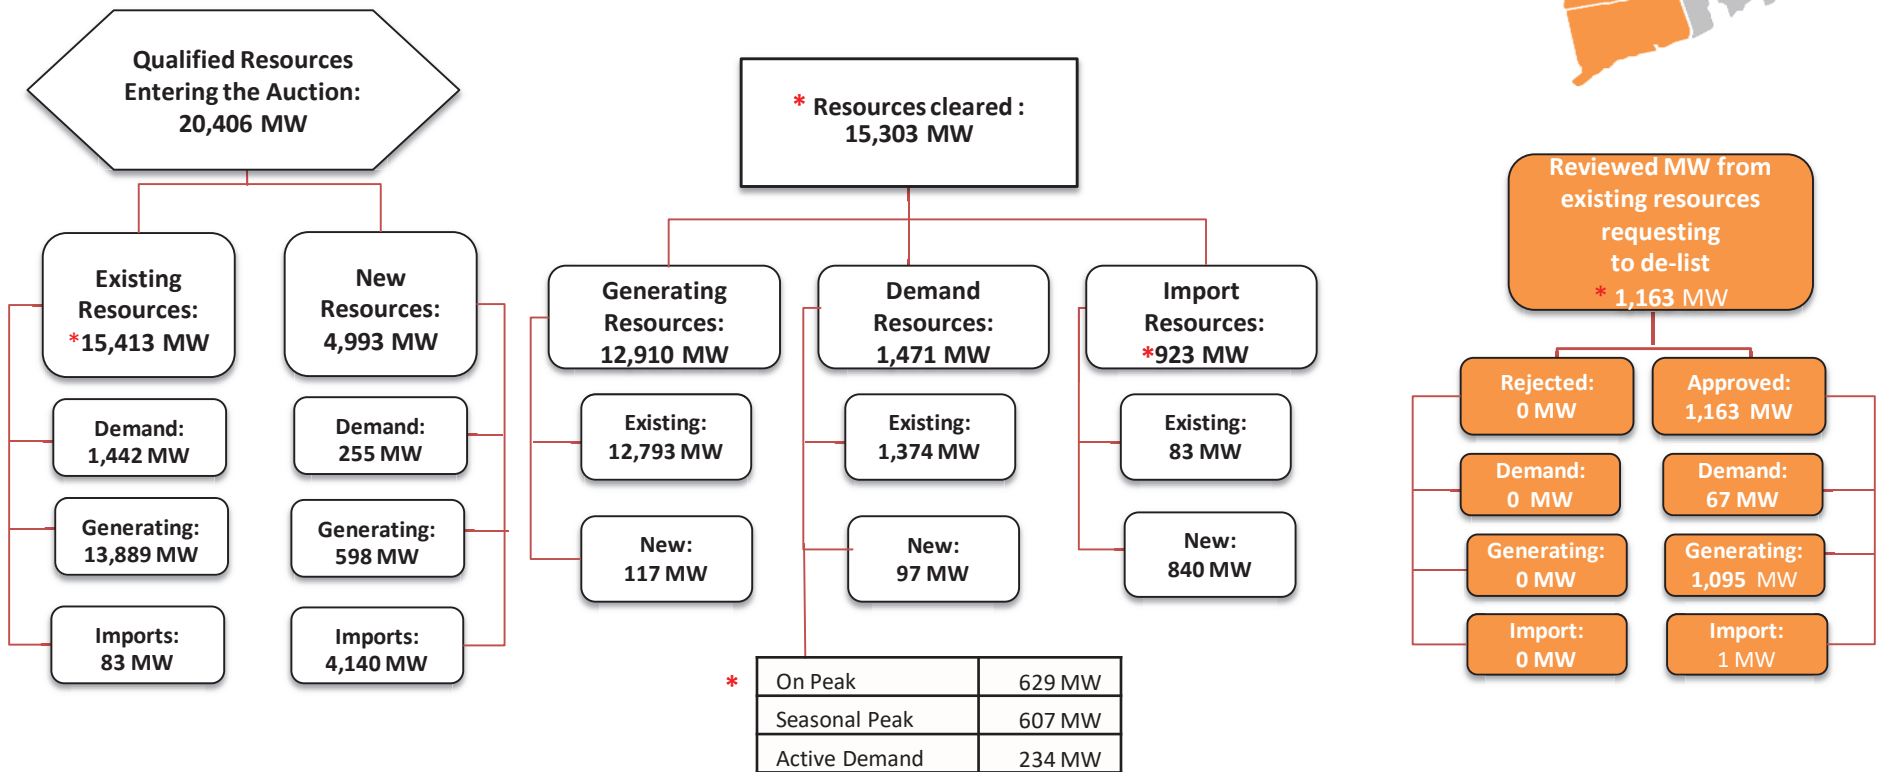 Qualified Resources
Entering the Auction:
20,406 MW
Existing
Resources:
*15,413 MW
Demand:
1,442 MW
Generating:
13,889 MW
Imports:
83 MW
New
Resources:
4,993 MW
Demand:
255 MW
Generating:
598 MW
Imports:
4,140 MW
* Resources cleared :
15,303 MW
Generating
Resources:
12,910 MW
Existing:
12,793 MW
New:
117 MW
Demand
Resources:
1,471 MW
Existing:
1,374 MW
New:
97 MW
Import
Resources:
*923 MW
Existing:
83 MW
New:
840 MW
* On Peak 629 MW
Seasonal Peak 607 MW
Active Demand 234 MW
Reviewed MW from
existing resources
requesting
to de-list
* 1,163 MW
Rejected:
0 MW
Demand:
0 MW
Generating:
0 MW
Import:
0 MW
Approved:
1,163 MW
Demand:
67 MW
Generating:
1,095 MW
Import:
1 MW